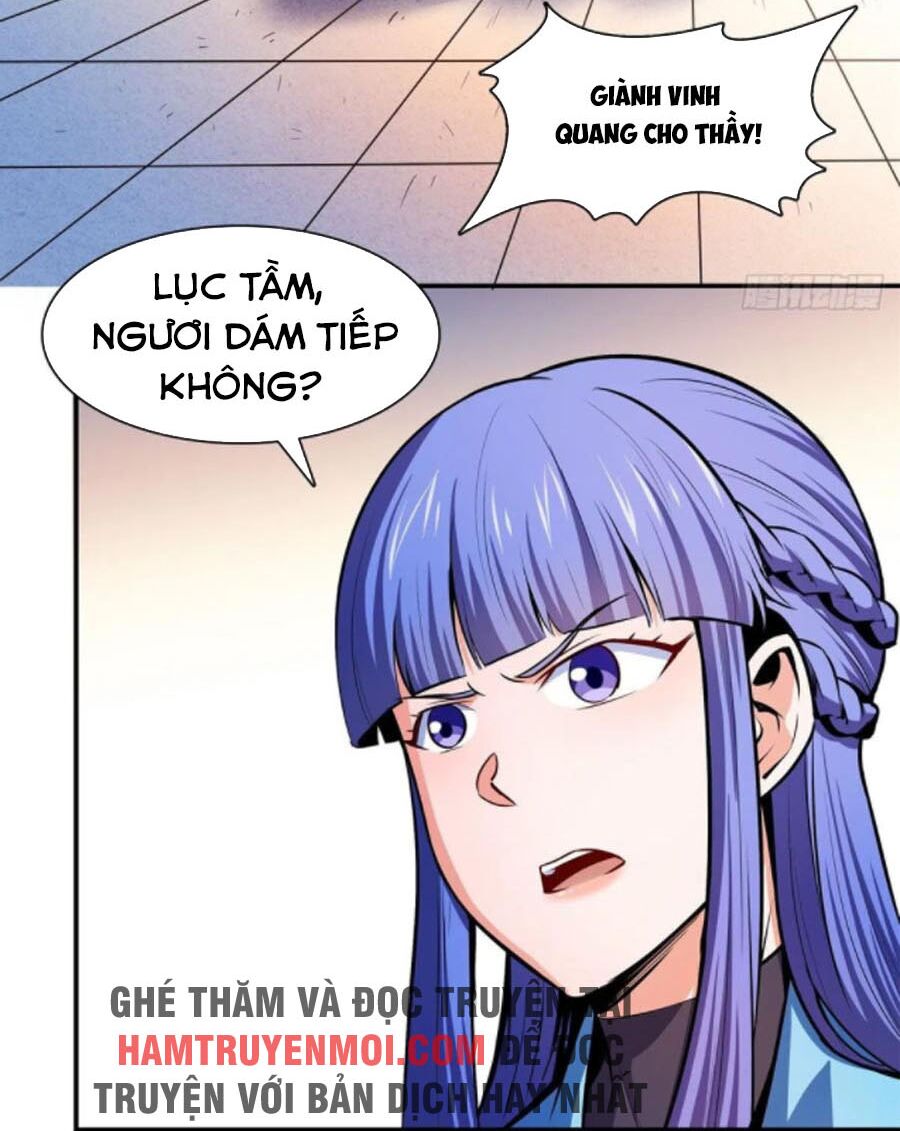 GIÀNH VINH
QUANG CHO THẦY!
LỤC TẦM,
NGƯƠI DÁM TIẾP
KHÔNG?
GHÉ THĂM VÀ ĐỌC TRUYỆN TẠI
HAMTRUYENMOI.COM ĐỂ ĐỌC
TRUYỆN VỚI BẢN DỊCH HAY NHẤT